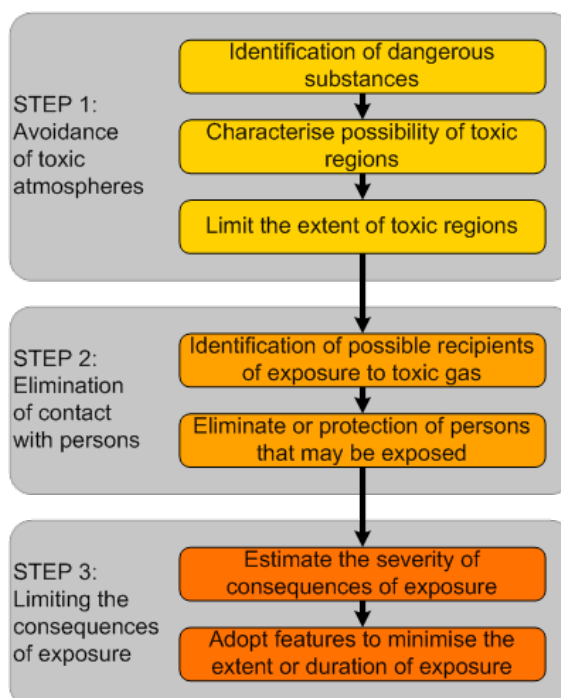 STEP 1:
Avoidance
of toxic
atmospheres
Identification of dangerous
substances
Characterise possibility of toxic
regions
Limit the extent of toxic regions
STEP 2:
Elimination
of contact
with persons
Identification of possible recipients
of exposure to toxic gas
Eliminate or protection of persons
that may be exposed
STEP 3:
Limiting the
consequences
of exposure
Estimate the severity of
consequences of exposure
Adopt features to minimise the
extent or duration of exposure